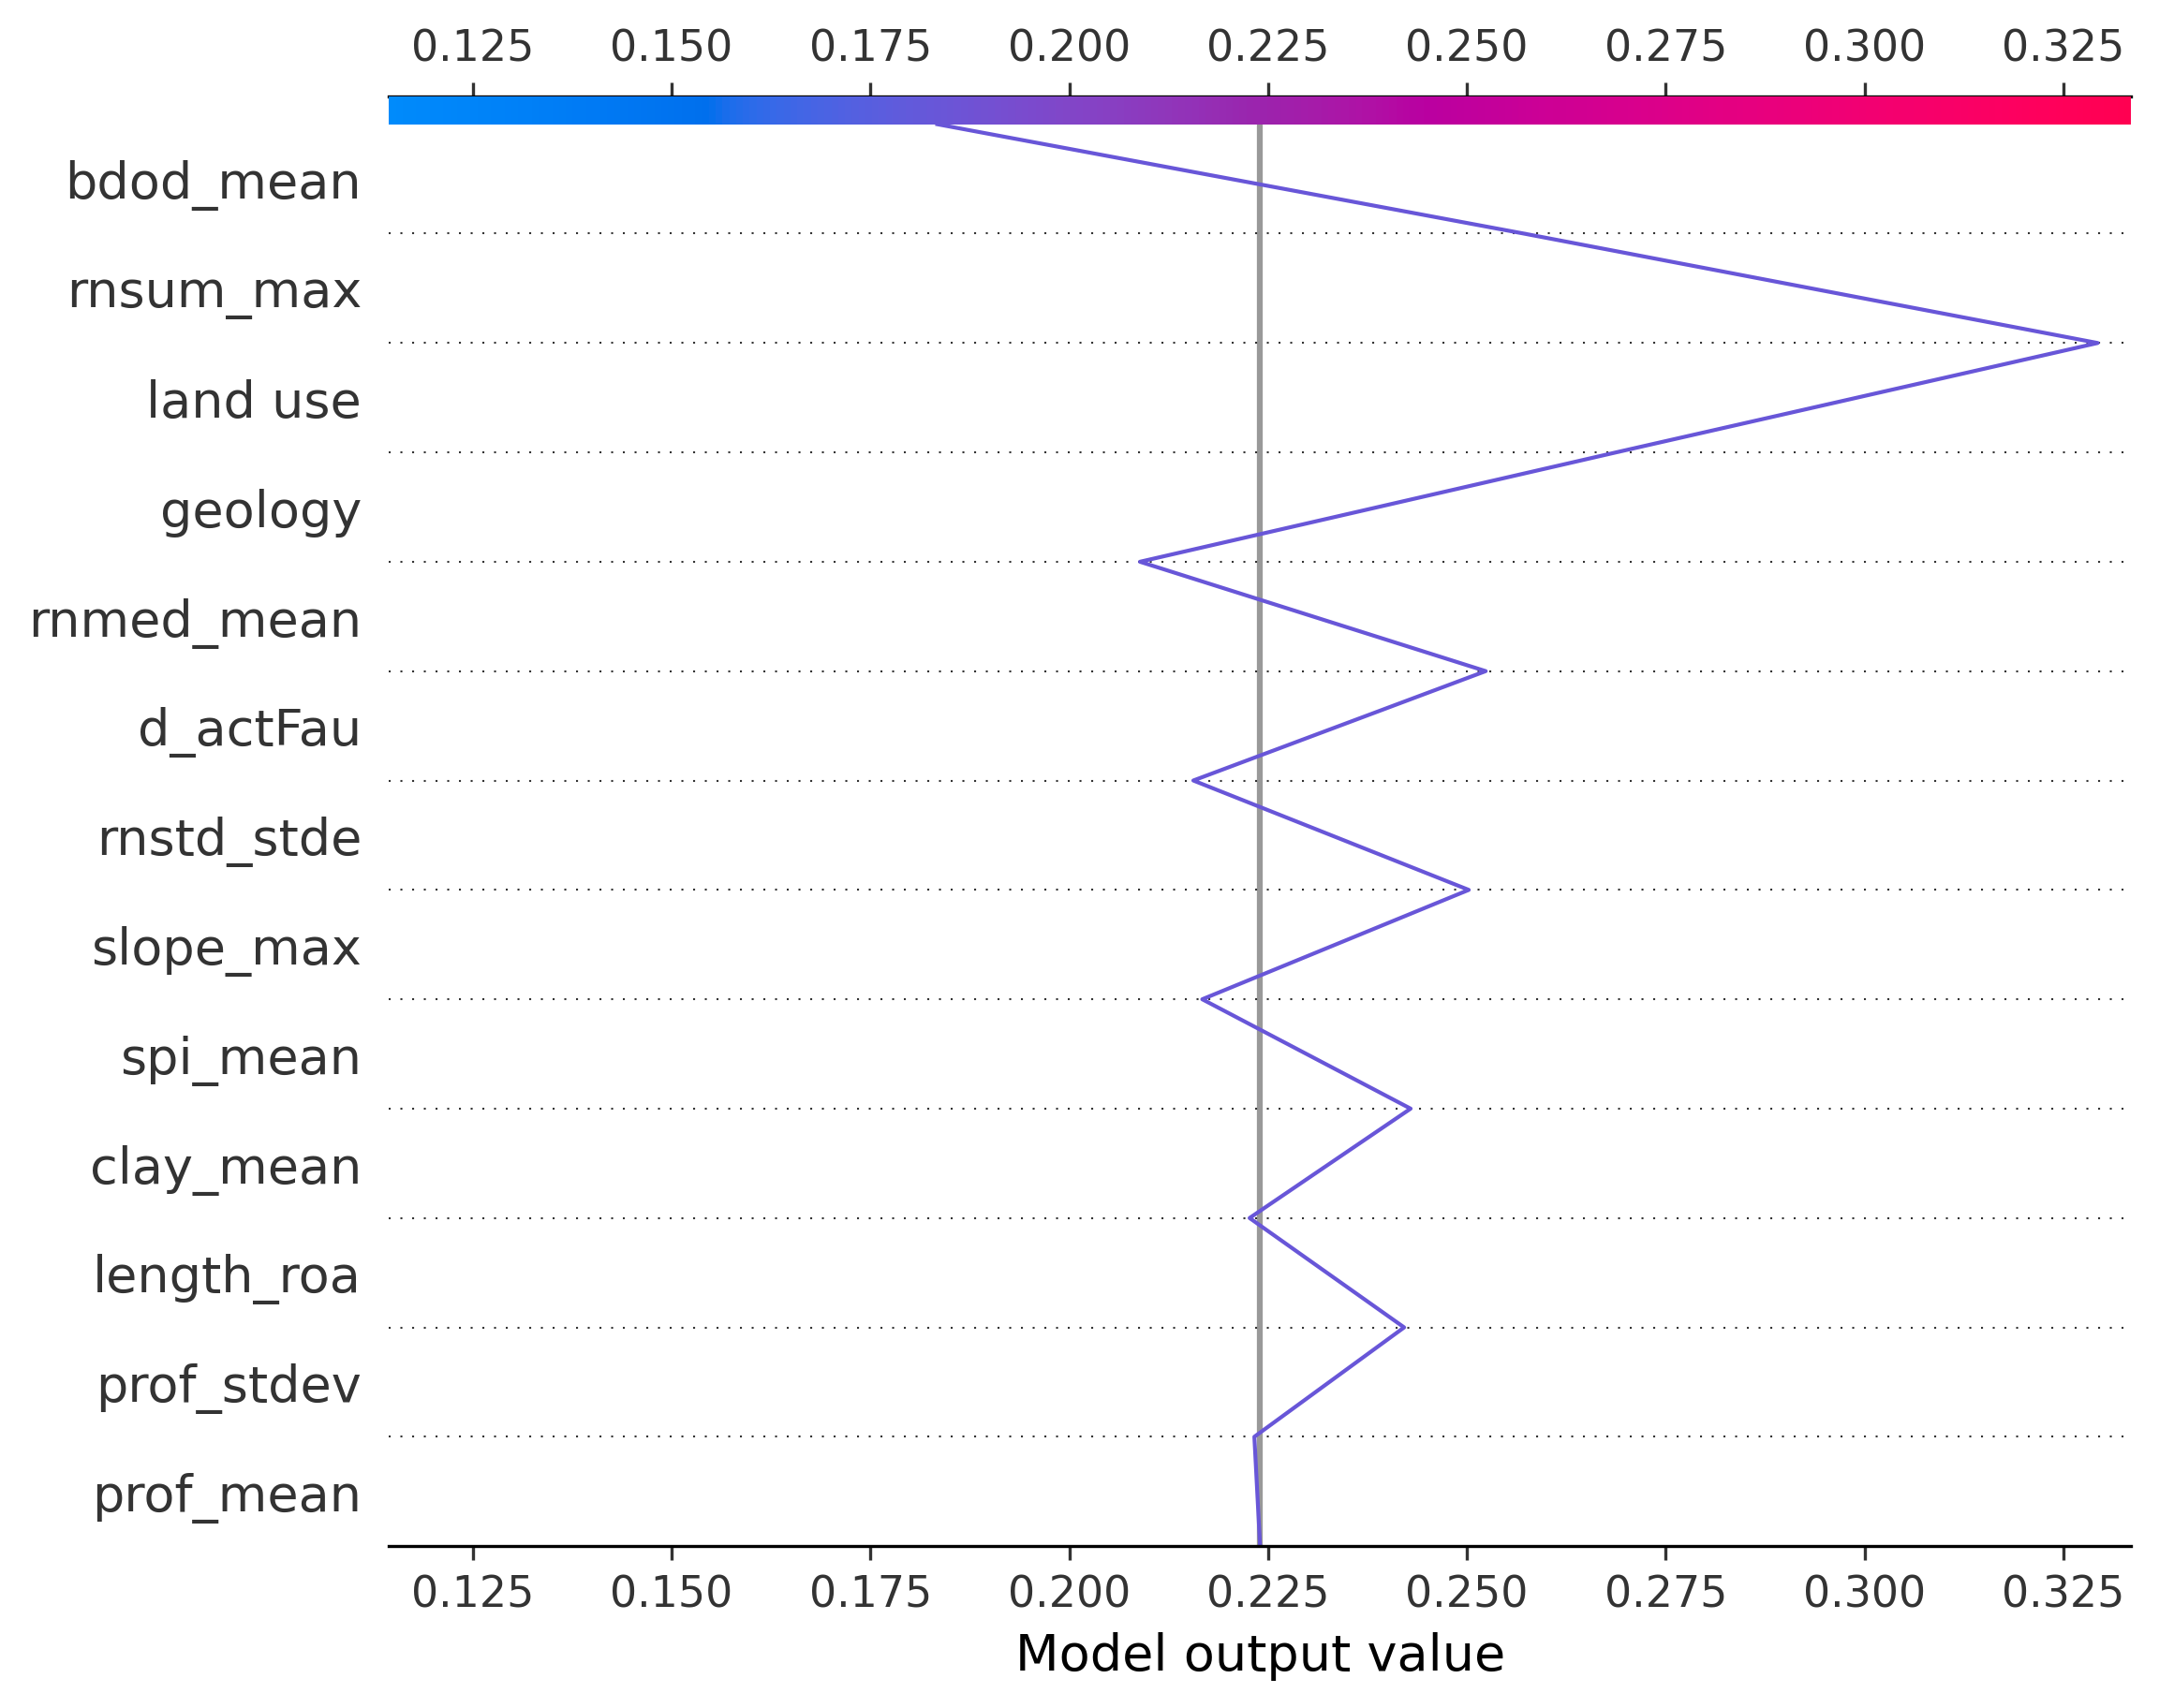 0.125 0.150 0.175 0.200 0.225 0.250 0.275 0.300 0.325
bdod_mean
rnsum_max
land use
geology
rnmed_mean
d_actFau
rnstd_stde
slope_max
spi_mean
clay_mean
length_roa
prof_stdev
prof_mean
0.125 0.150 0.175 0.200 0.225 0.250 0.275 0.300 0.325
Model output value